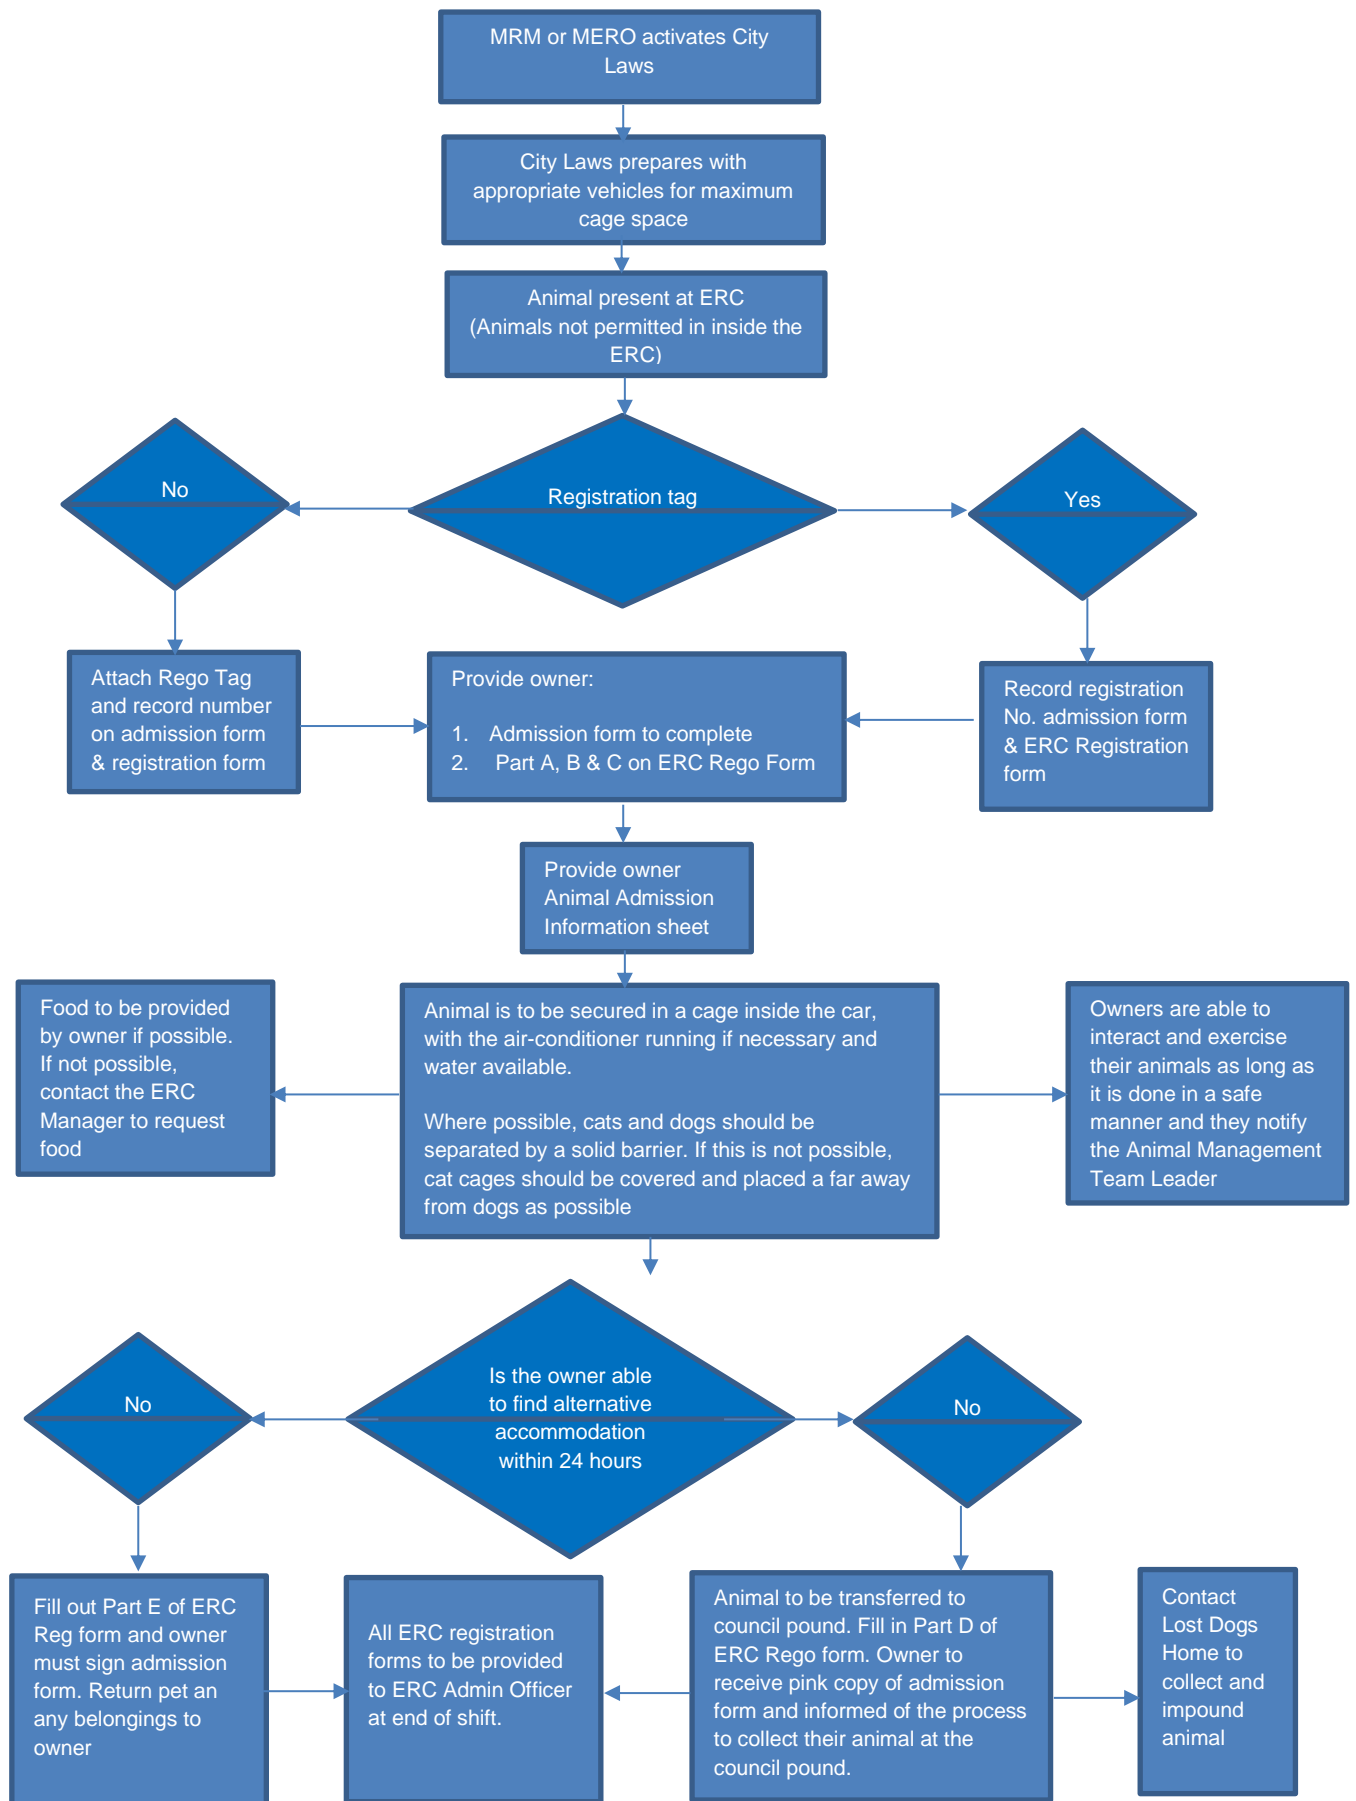 MRM or MERO activates City
Laws
City Laws prepares with
appropriate vehicles for maximum
cage space
Animal present at ERC
(Animals not permitted in inside the
ERC)
No
Registration tag
Yes
Attach Rego Tag
and record number
on admission form
& registration form
Provide owner:
1. Admission form to complete
2. Part A, B & C on ERC Rego Form
Record registration
No. admission form
& ERC Registration
form
Provide owner
Animal Admission
Information sheet
Food to be provided
by owner if possible.
If not possible,
contact the ERC
Manager to request
food
Animal is to be secured in a cage inside the car,
with the air-conditioner running if necessary and
water available.
Where possible, cats and dogs should be
separated by a solid barrier. If this is not possible,
cat cages should be covered and placed a far away
from dogs as possible
Owners are able to
interact and exercise
their animals as long as
it is done in a safe
manner and they notify
the Animal Management
Team Leader
No
Is the owner able
to find alternative
accommodation
within 24 hours
No
Fill out Part E of ERC
Reg form and owner
must sign admission
form. Return pet an
any belongings to
owner
All ERC registration
forms to be provided
to ERC Admin Officer
at end of shift.
Animal to be transferred to
council pound. Fill in Part D of
ERC Rego form. Owner to
receive pink copy of admission
form and informed of the process
to collect their animal at the
council pound.
Contact
Lost Dogs
Home to
collect and
impound
animal